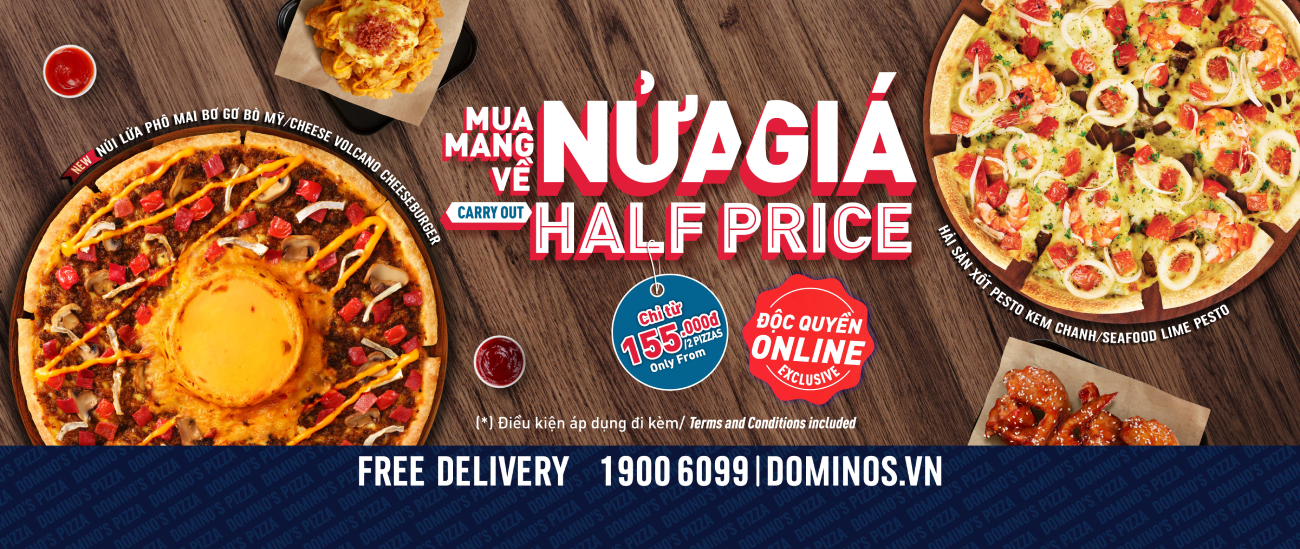 NEW NÚI LỬA PHÔ MAI BƠ GƠ BÒ MỸ/CHEESE VOLCANO CHEESEBURGER
MUA
MANG
VỀ
NỬA GIÁ
CARRY OUT
HALF PRICE
HẢI SẢN XỐT PESTO KEM CHANH/SEAFOOD LIME PESTO
Chỉ từ
155.000đ
/2 PIZZAS
Only From
ĐỘC QUYỀN
ONLINE
EXCLUSIVE
(*) Điều kiện áp dụng đi kèm/ Terms and Conditions included
FREE DELIVERY 1900 6099 | DOMINOS.VN
DOMINO'S PIZZA